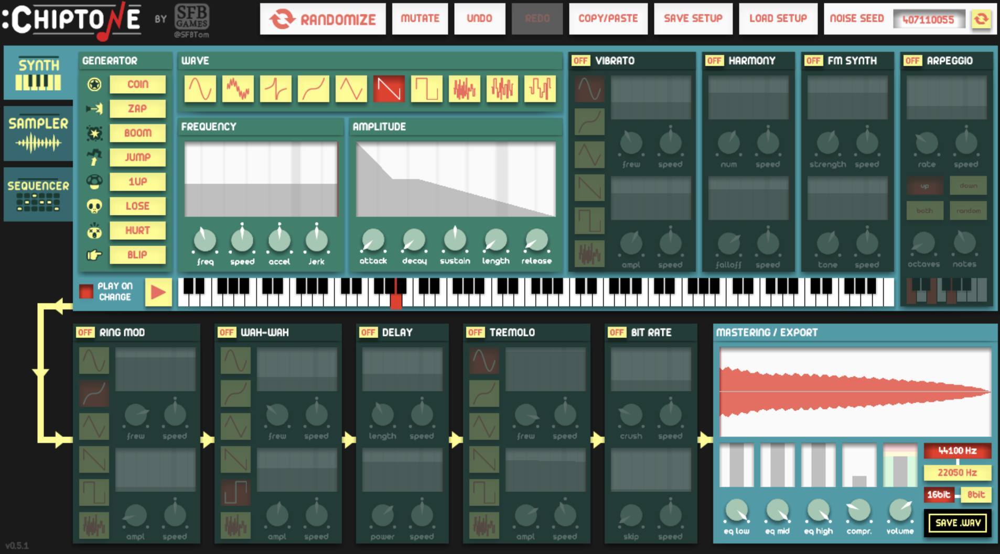 :CHIPTONE
BY
SFB
GAMES
@SFBTom
RANDOMIZE
MUTATE
UNDO
REDO
COPY/PASTE
SAVE SETUP
LOAD SETUP
NOISE SEED
407110055
SYNTH
SAMPLER
SEQUENCER
GENERATOR
COIN
ZAP
BOOM
JUMP
1UP
LOSE
HURT
BLIP
WAVE
FREQUENCY
freq speed accel jerk
AMPLITUDE
attack decay sustain length release
OFF VIBRATO
frew speed
ampl speed
OFF HARMONY
num speed
falloff speed
OFF FM SYNTH
strength speed
tone speed
OFF ARPEGGIO
rate speed
up down
both random
octaves notes
PLAY ON
CHANGE
OFF RING MOD
frew speed
ampl speed
OFF WAH-WAH
frew speed
ampl speed
OFF DELAY
length speed
power speed
OFF TREMOLO
frew speed
ampl speed
OFF BIT RATE
crush speed
skip speed
MASTERING / EXPORT
44100 Hz
22050 Hz
16bit 8bit
eq low eq mid eq high compr. volume
SAVE .WAV
v0.5.1